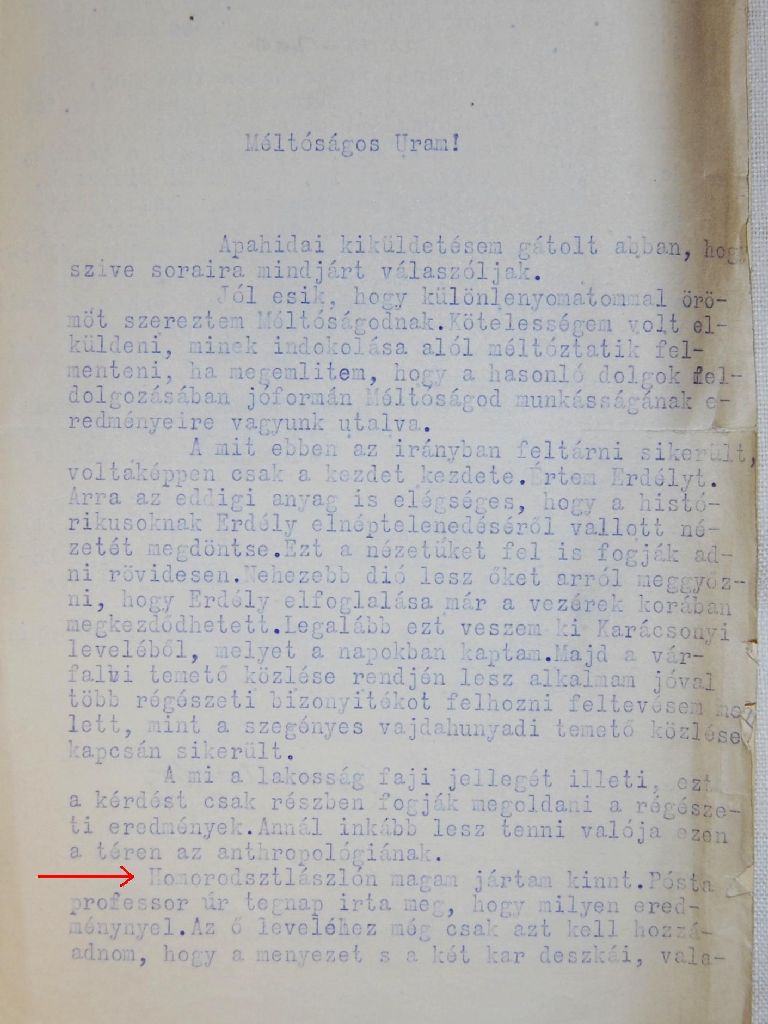 Méltóságos Uram!
Apahidai kiküldetésem gátolt abban, hogy
szive soraira mindjárt válaszóljak.
Jól esik, hogy különlenyomatommal örö-
möt szereztem Méltóságodnak.Kötelességem volt el-
küldeni, minek indokolása alól méltóztatik fel-
menteni, ha megemlitem, hogy a hasonló dolgok fel-
dolgozásában jóformán Méltóságod munkásságának e-
redményeire vagyunk utalva.
A mit ebben az irányban feltárni sikerült,
voltaképpen csak a kezdet kezdete.Értem Erdélyt.
Arra az eddigi anyag is elégséges, hogy a histó-
rikusoknak Erdély elnéptelenedéséről vallott né-
zetét megdöntse.Ezt a nézetüket fel is fogják ad-
ni rövidesen.Nehezebb dió lesz őket arról meggyőz-
ni, hogy Erdély elfoglalása már a vezérek korában
megkezdődhetett.Legalább ezt veszem ki Karácsonyi
leveléből, melyet a napokban kaptam.Majd a vár-
falvi temető közlése rendjén lesz alkalmam jóval
több régészeti bizonyitékot felhozni feltevésem me
lett, mint a szegényes vajdahunyadi temető közlése
kapcsán sikerült.
A mi a lakosság faji jellegét illeti, ezt
a kérdést csak részben fogják megoldani a régésze-
ti eredmények.Annál inkább lesz tenni valója ezen
a téren az anthropológiának.
Homorodsztlászlón magam jártam kinnt.Pósta
professor úr tegnap irta meg, hogy milyen ered-
ménynyel.Az ő leveléhez még csak azt kell hozzá-
adnom, hogy a menyezet s a két kar deszkái, vala-